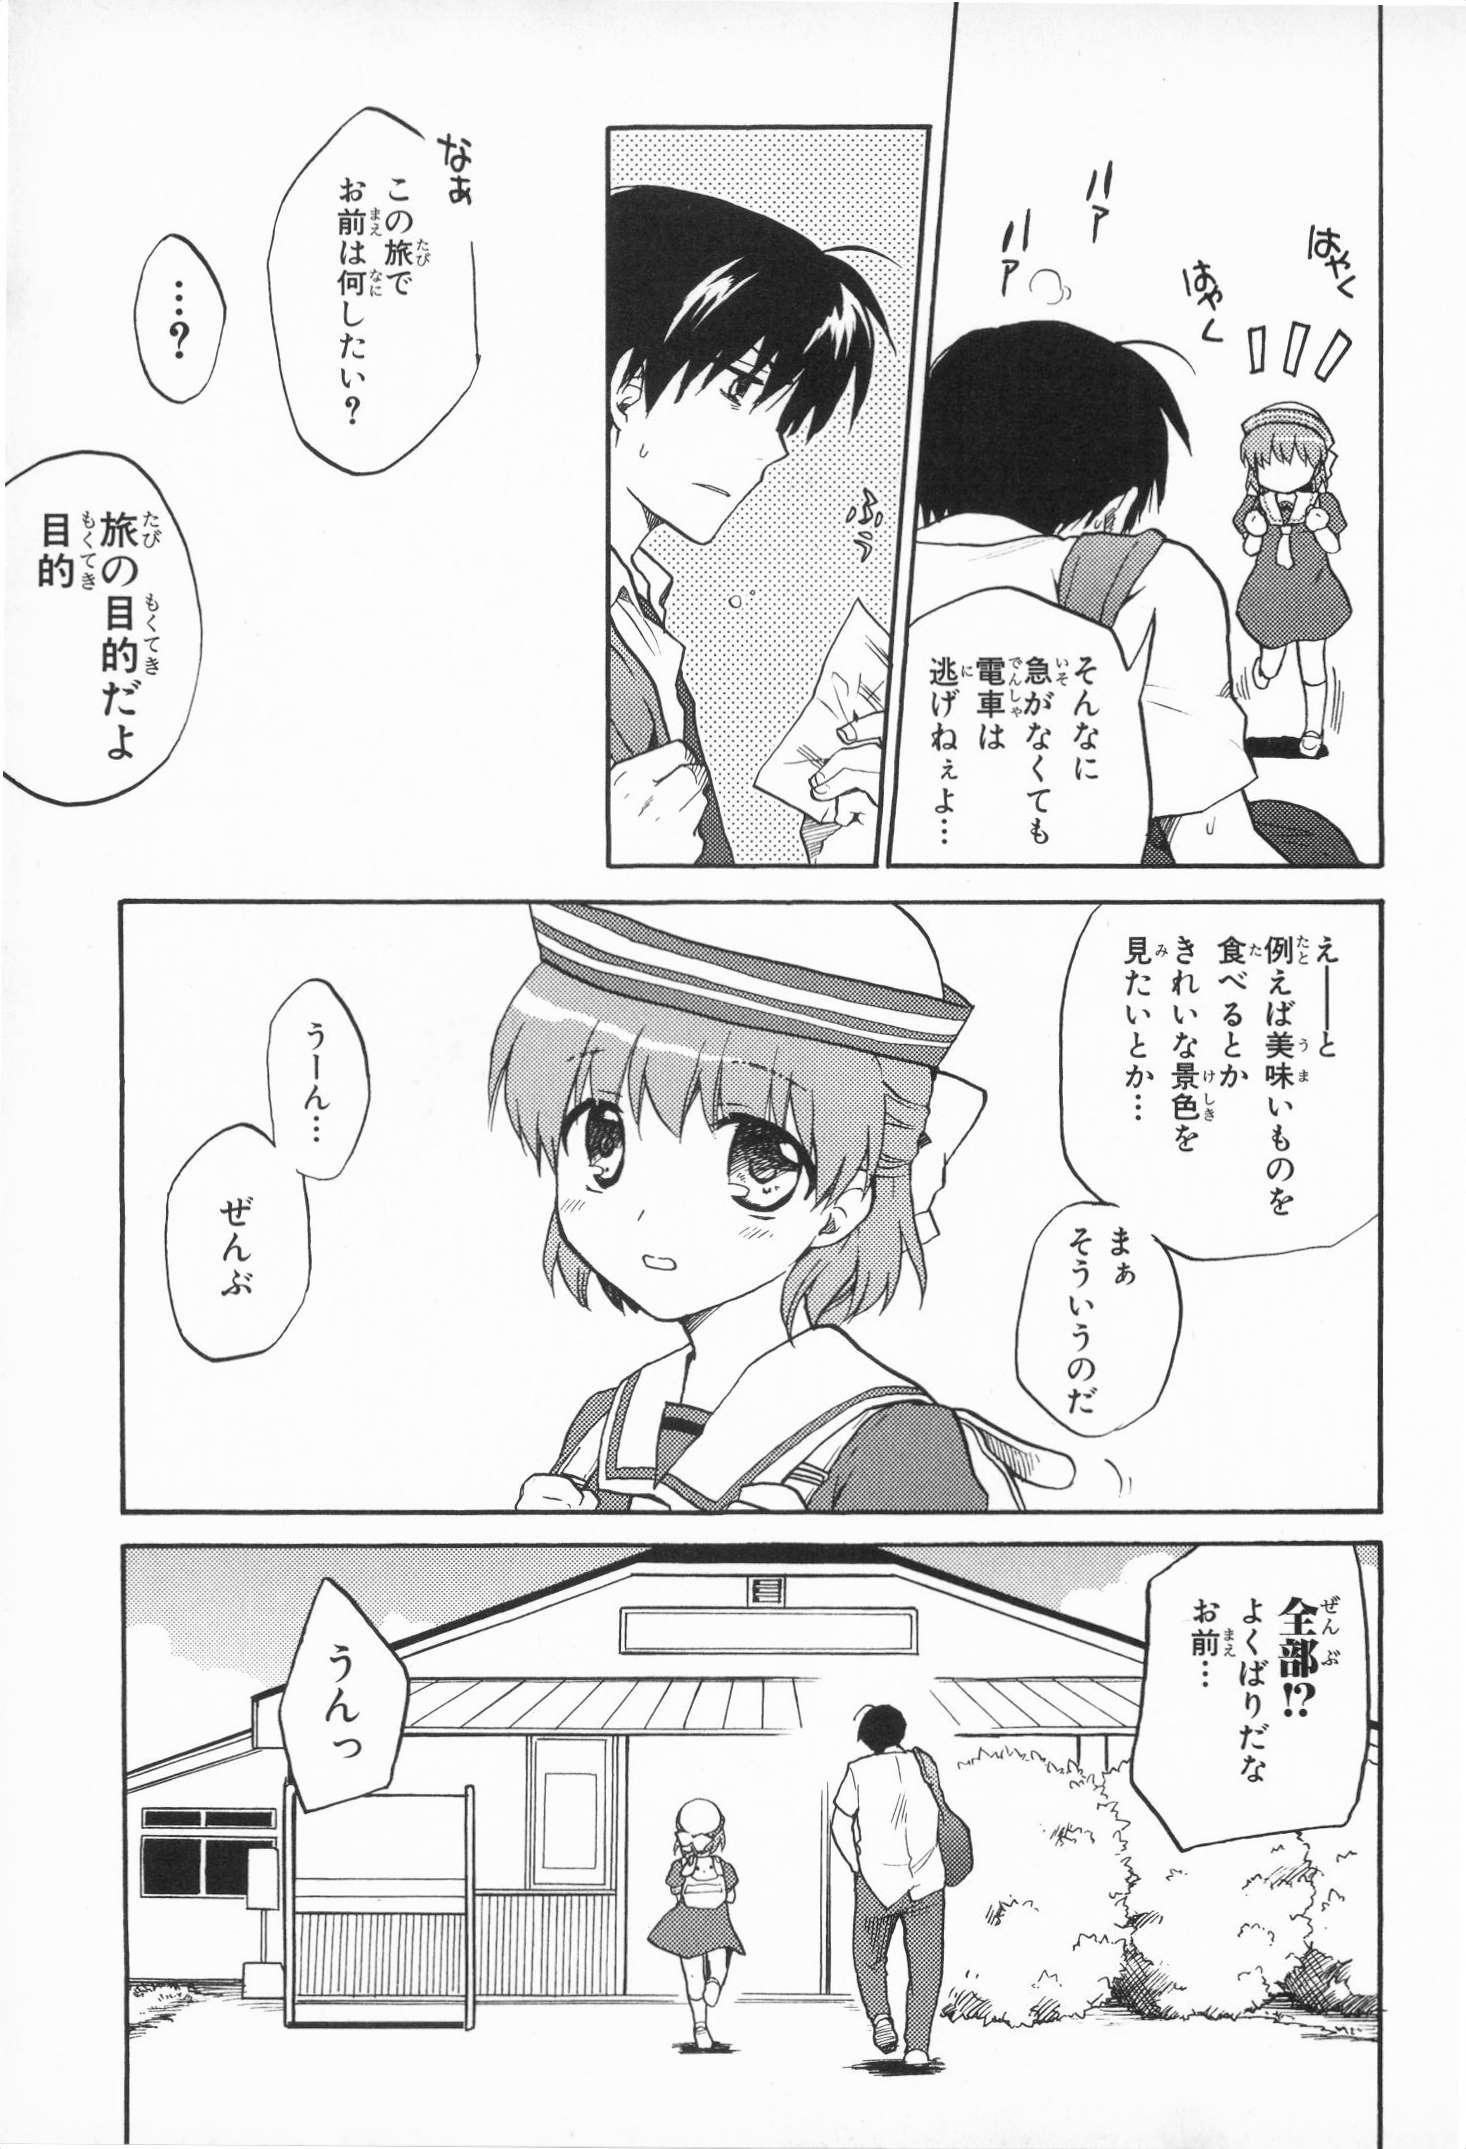 はやく
はやく
ハァ
ハァ
そんなに
急がなくても
電車は
逃げねぇよ…
ふぅ
なぁ
この旅で
お前は何したい？
…？
旅の目的だよ
目的
えーーと
例えば美味いものを
食べるとか
きれいな景色を
見たいとか…
まぁ
そういうのだ
うーん…
ぜんぶ
全部!?
よくばりだな
お前…
うんっ